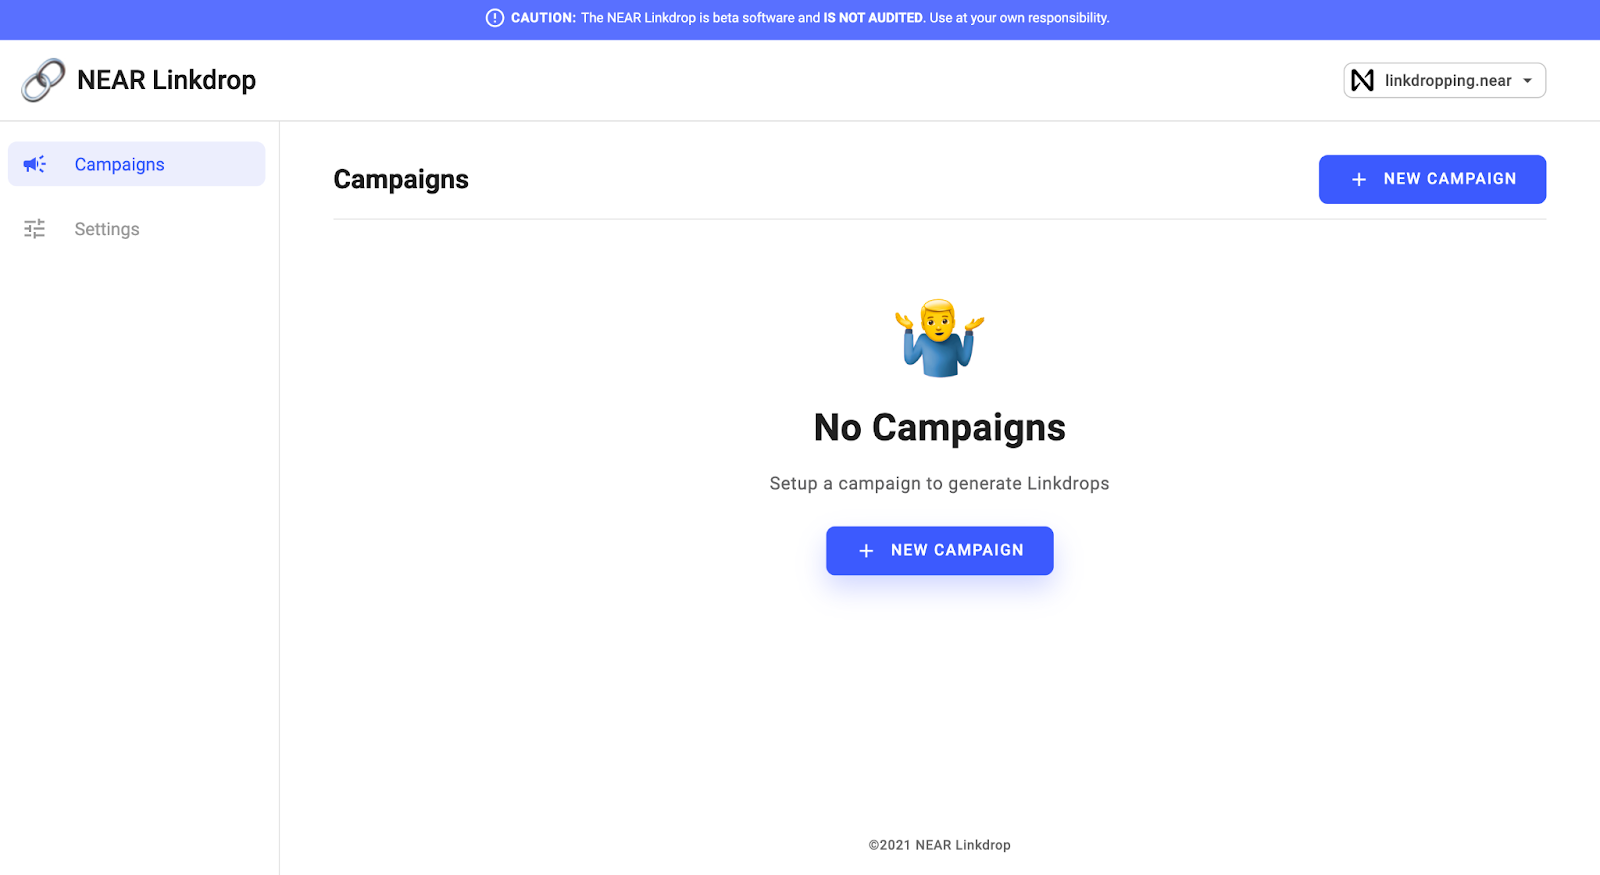 CAUTION: The NEAR Linkdrop is beta software and IS NOT AUDITED. Use at your own responsibility.
NEAR Linkdrop
linkdropping.near
Campaigns
Settings
Campaigns
+ NEW CAMPAIGN
No Campaigns
Setup a campaign to generate Linkdrops
+ NEW CAMPAIGN
©2021 NEAR Linkdrop